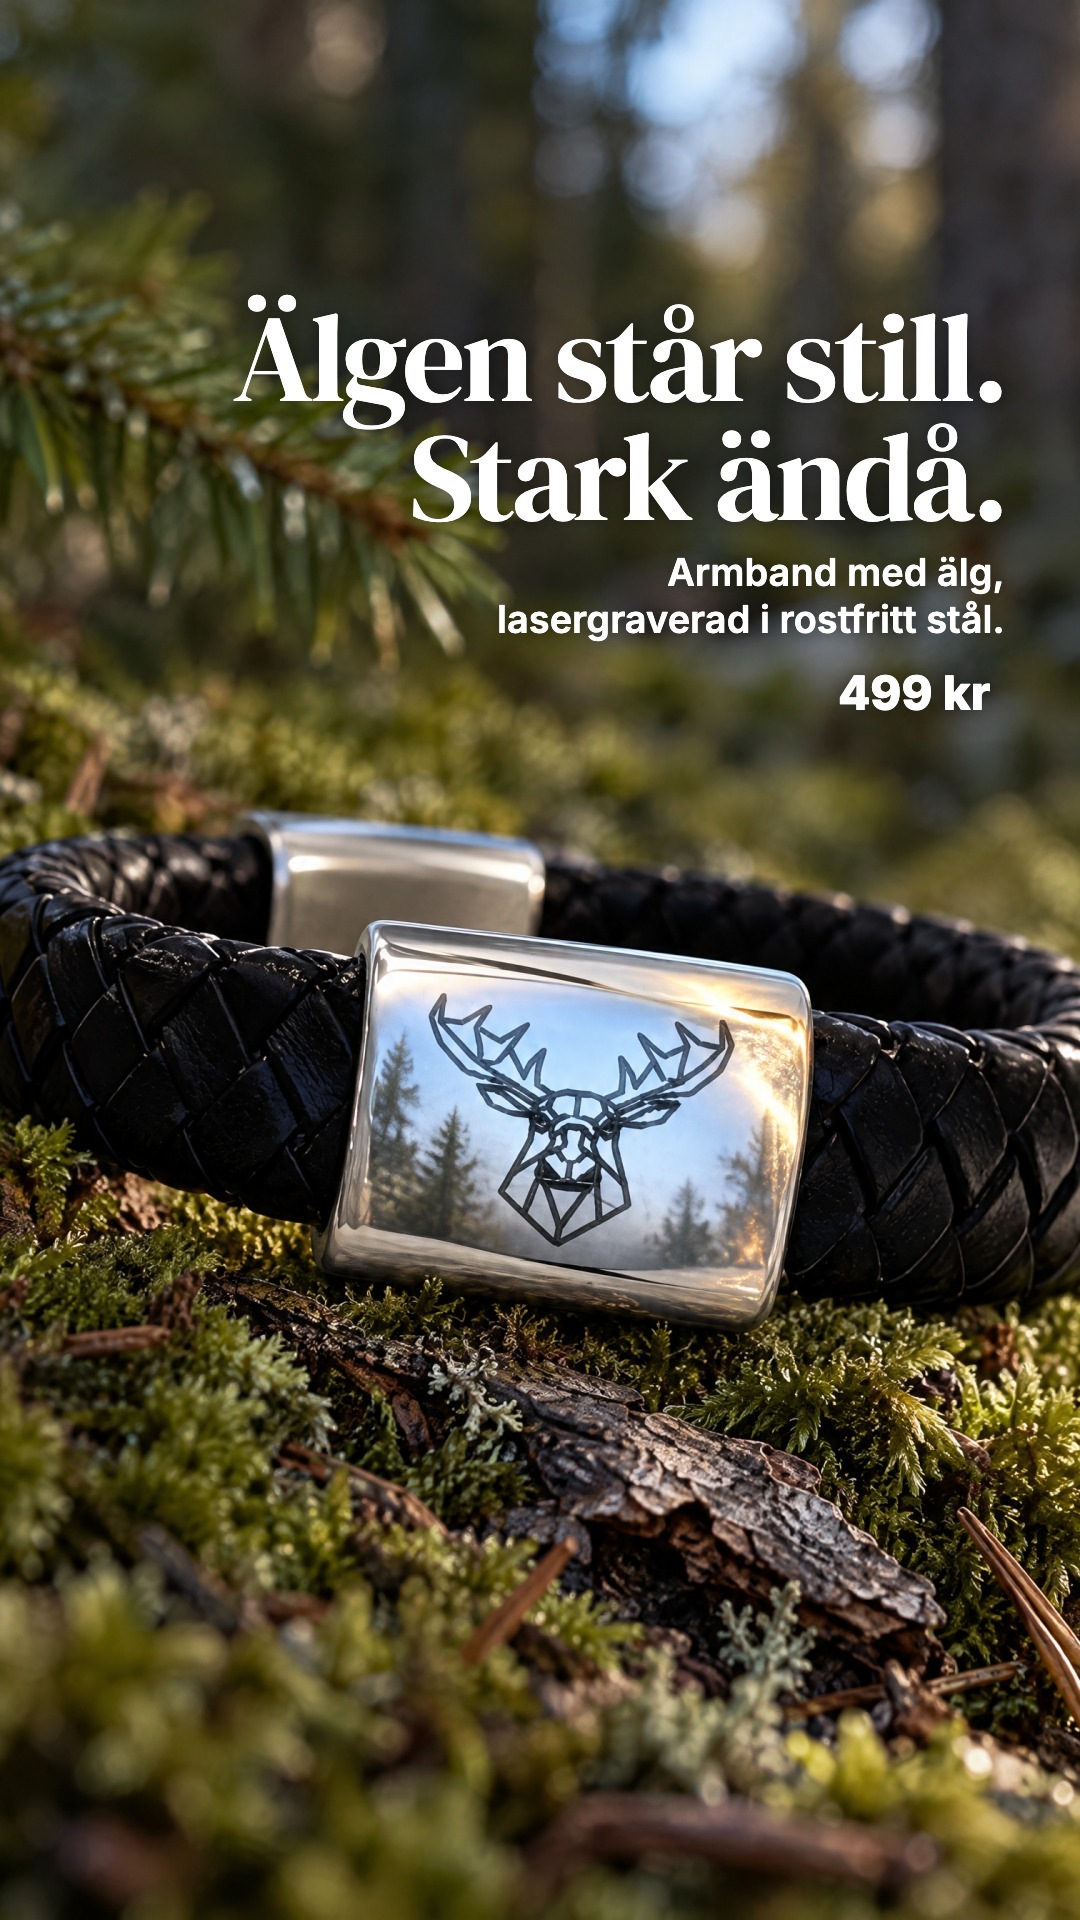 Älgen står still.
Stark ändå.
Armband med älg,
lasergraverad i rostfritt stål.
499 kr